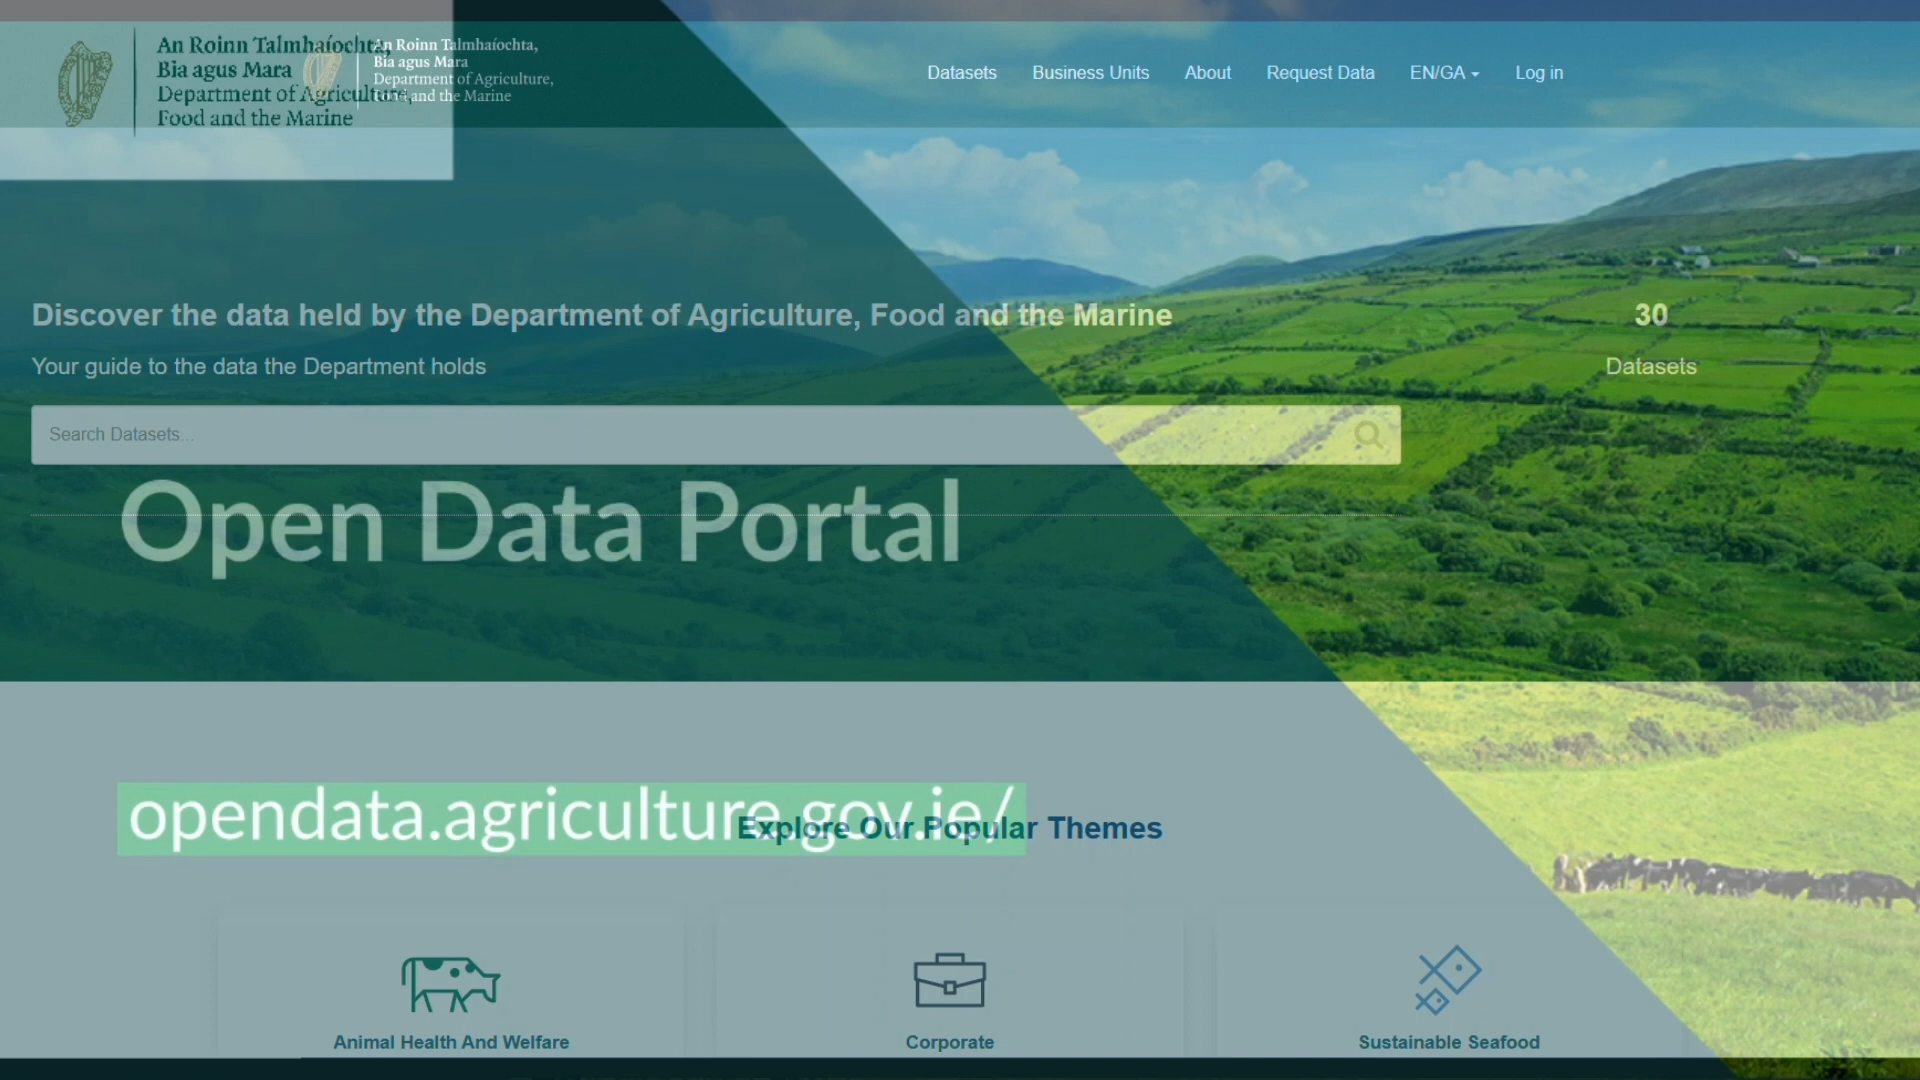 An Roinn Talmhaíochta,
Bia agus Mara
Department of Agriculture,
Food and the Marine
An Roinn Talmhaíochta,
Bia agus Mara
Department of Agriculture,
Food and the Marine
Datasets
Business Units
About
Request Data
EN/GA
Log in
Discover the data held by the Department of Agriculture, Food and the Marine
Your guide to the data the Department holds
30
Datasets
Search Datasets...
Open Data Portal
opendata.agriculture.gov.ie/
Explore Our Popular Themes
Animal Health And Welfare
Corporate
Sustainable Seafood